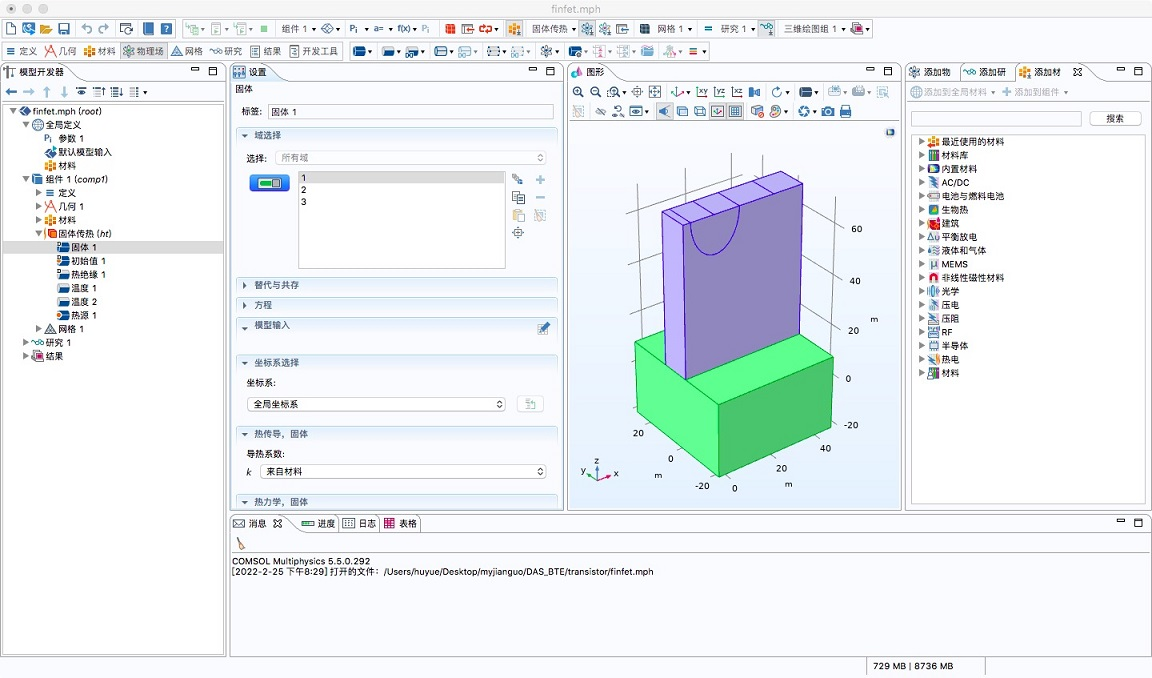 finfet.mph
组件 1
Pi
a=
f(x)
Pi
固体传热
网格 1
研究 1
三维绘图组 1
定义
几何
材料
物理场
网格
研究
结果
开发工具
模型开发器
finfet.mph (root)
全局定义
Pi 参数 1
默认模型输入
材料
组件 1 (comp1)
定义
几何 1
材料
固体传热 (ht)
固体 1
初始值 1
热绝缘 1
温度 1
温度 2
热源 1
网格 1
研究 1
结果
设置
固体
标签: 固体 1
域选择
选择: 所有域
1
2
3
替代与共存
方程
模型输入
坐标系选择
坐标系:
全局坐标系
热传导，固体
导热系数:
k 来自材料
热力学，固体
图形
xy yz xz
60
40
20
m
0
-20
20
0
m
-20
0
20
m
40
z
y
x
添加物
添加研
添加材
添加到全局材料
添加到组件
搜索
最近使用的材料
材料库
内置材料
AC/DC
电池与燃料电池
生物热
建筑
平衡放电
液体和气体
MEMS
非线性磁性材料
光学
压电
压阻
RF
半导体
热电
材料
消息
进度
日志
表格
COMSOL Multiphysics 5.5.0.292
[2022-2-25 下午8:29] 打开的文件: /Users/huyue/Desktop/myjianguo/DAS_BTE/transistor/finfet.mph
729 MB | 8736 MB